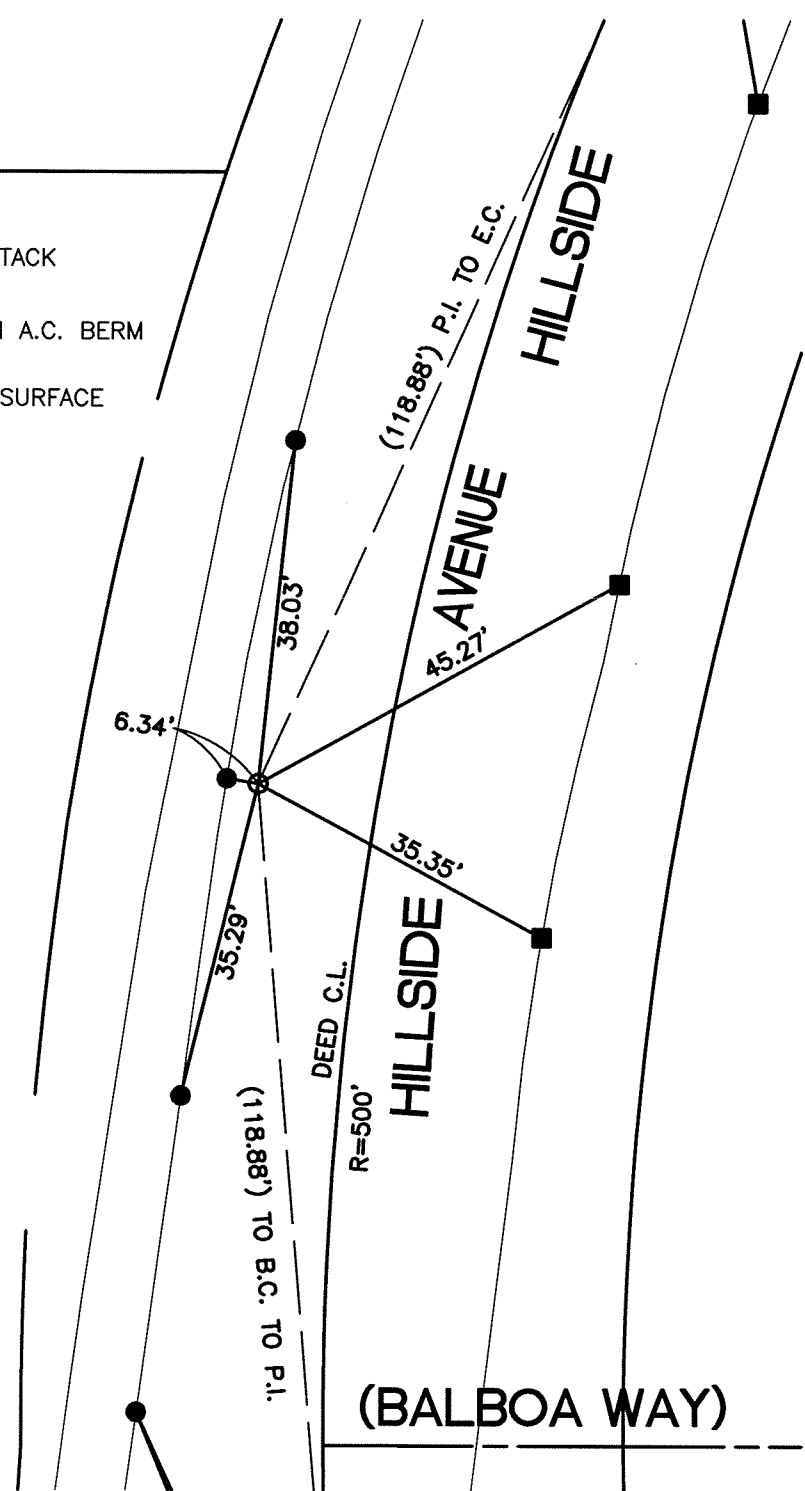 TACK
A.C. BERM
SURFACE
(118.88') P.I. TO E.C.
HILLSIDE
AVENUE
38.03'
45.27'
6.34'
35.35'
35.29'
HILLSIDE
DEED C.L.
R=500'
(118.88') TO B.C. TO P.I.
(BALBOA WAY)